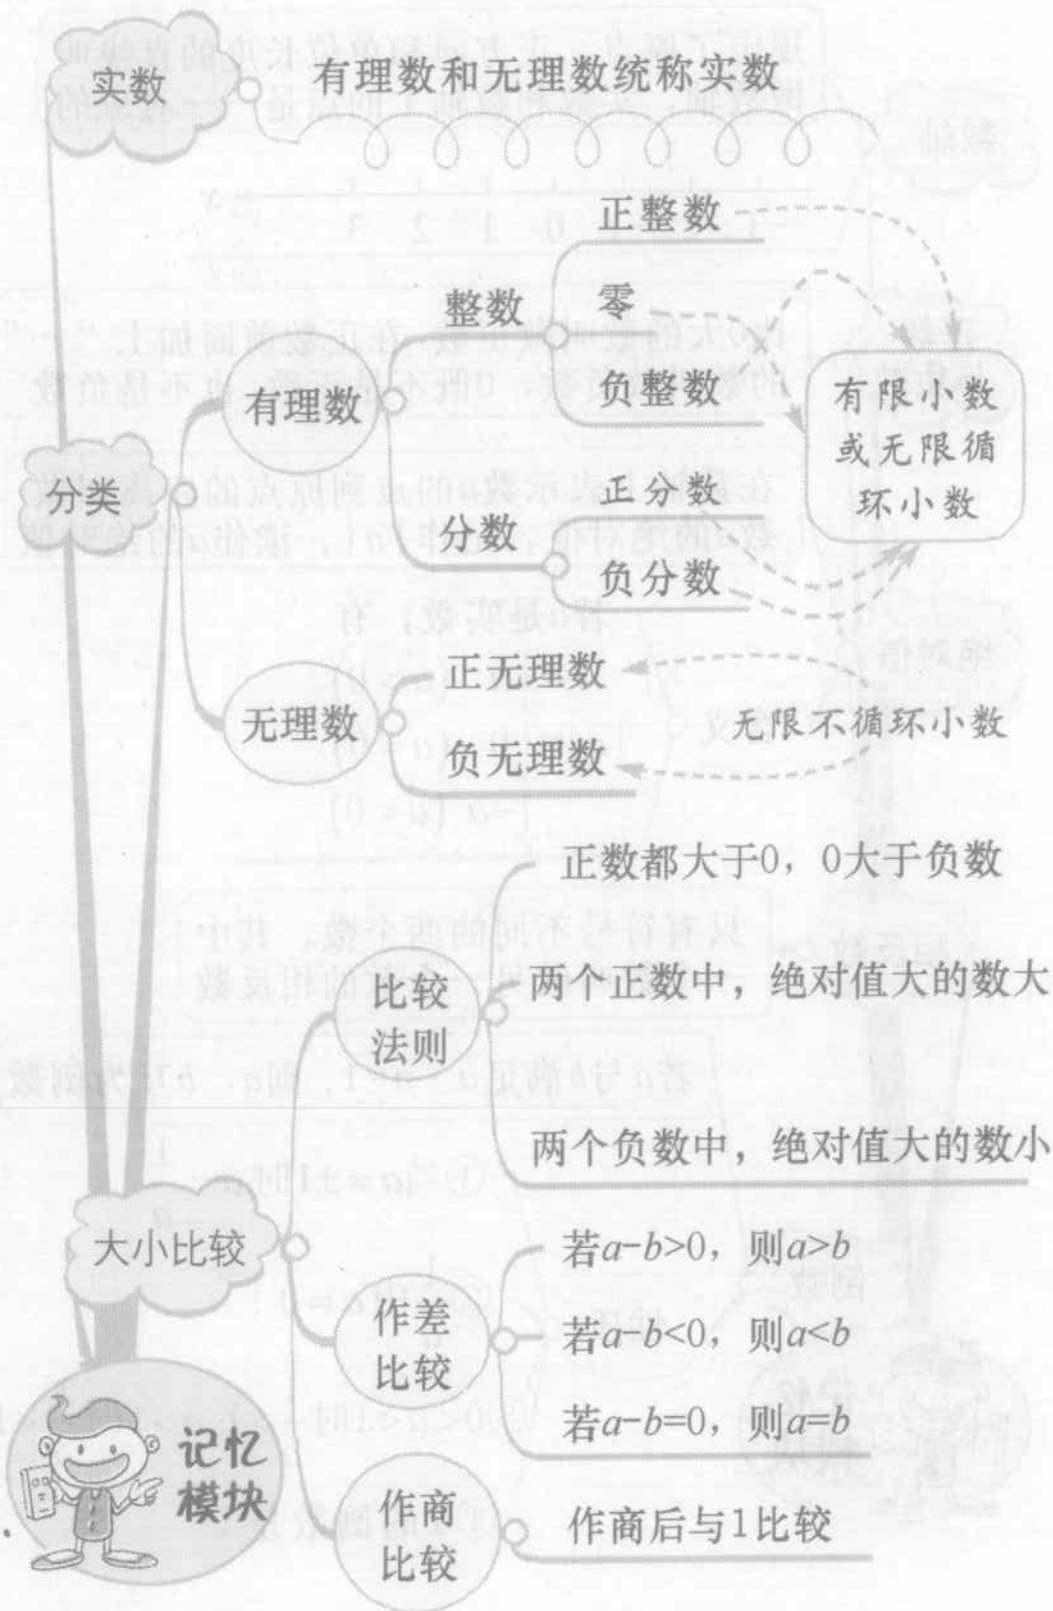 实数
有理数和无理数统称实数
正整数
整数
零
负整数
有理数
有限小数
或无限循
环小数
分类
正分数
分数
负分数
正无理数
无理数
无限不循环小数
负无理数
正数都大于0，0大于负数
比较
法则
两个正数中，绝对值大的数大
两个负数中，绝对值大的数小
大小比较
若a-b>0，则a>b
作差
比较
若a-b<0，则a<b
若a-b=0，则a=b
记忆
模块
作商
比较
作商后与1比较